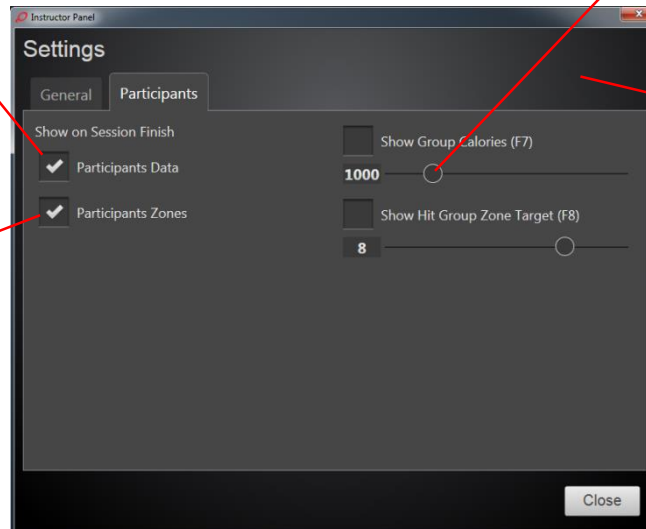 Instructor Panel
Settings
General
Participants
Show on Session Finish
Participants Data
Participants Zones
Show Group Calories (F7)
1000
Show Hit Group Zone Target (F8)
8
Close